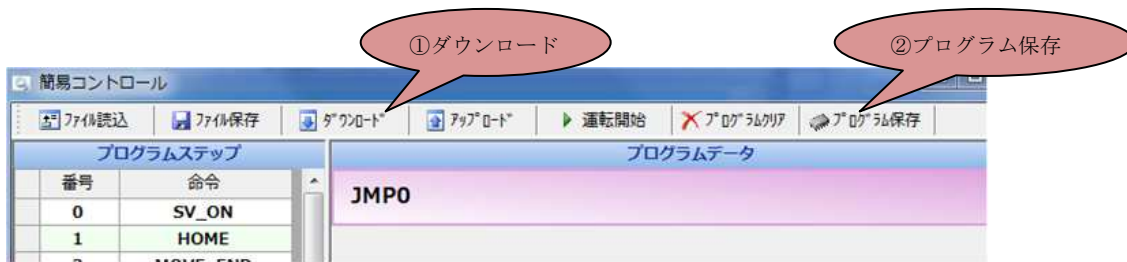 ①ダウンロード
②プログラム保存
簡易コントロール
ファイル読込 ファイル保存 ダウンロード アップロード 運転開始 プログラムクリア プログラム保存
プログラムステップ プログラムデータ
番号 命令
JMP0
0 SV_ON
1 HOME
2 MOVE_END